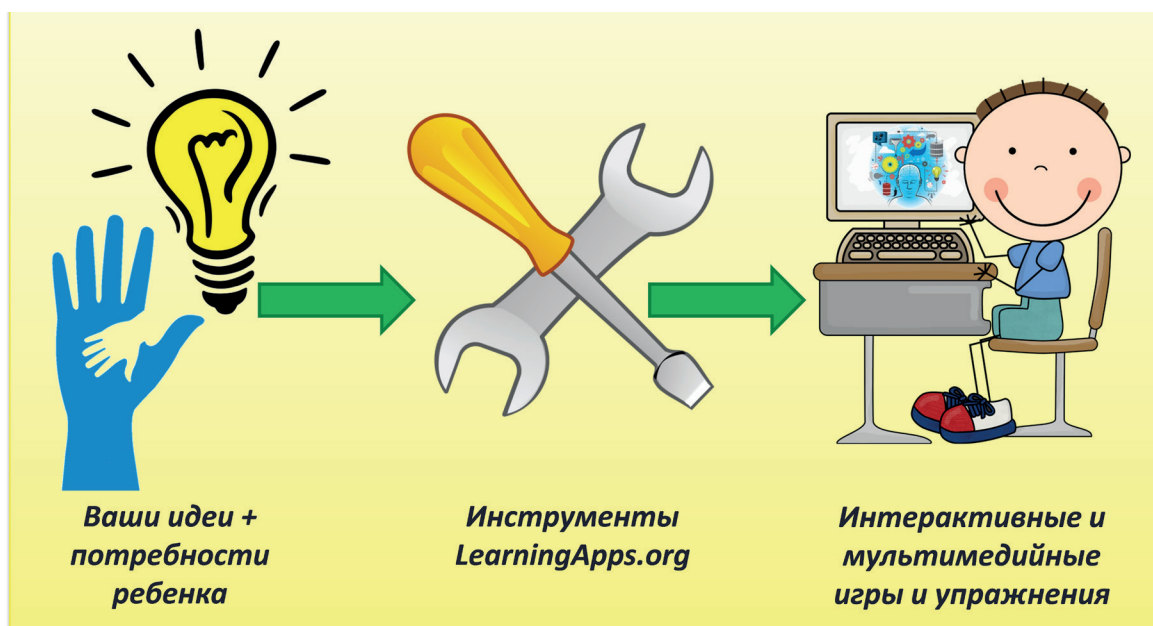 Ваши идеи +
потребности
ребенка
Инструменты
LearningApps.org
Интерактивные и
мультимедийные
игры и упражнения